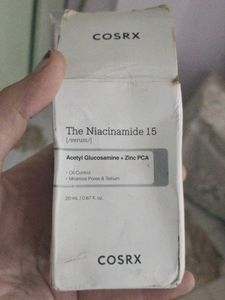 COSRX
The Niacinamide 15
[/serum/]
Acetyl Glucosamine + Zinc PCA
• Oil Control
• Minimize Pores & Sebum
20 mL / 0.67 fl. oz.
COSRX